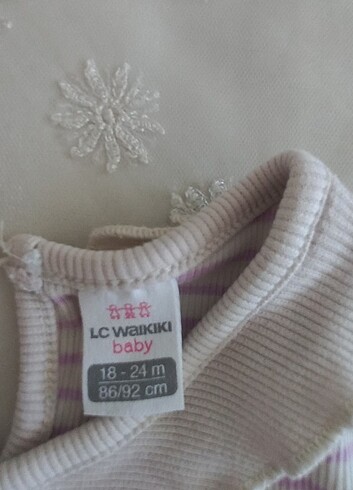 LC WAIKIKI
baby
18 - 24 m
86/92 cm